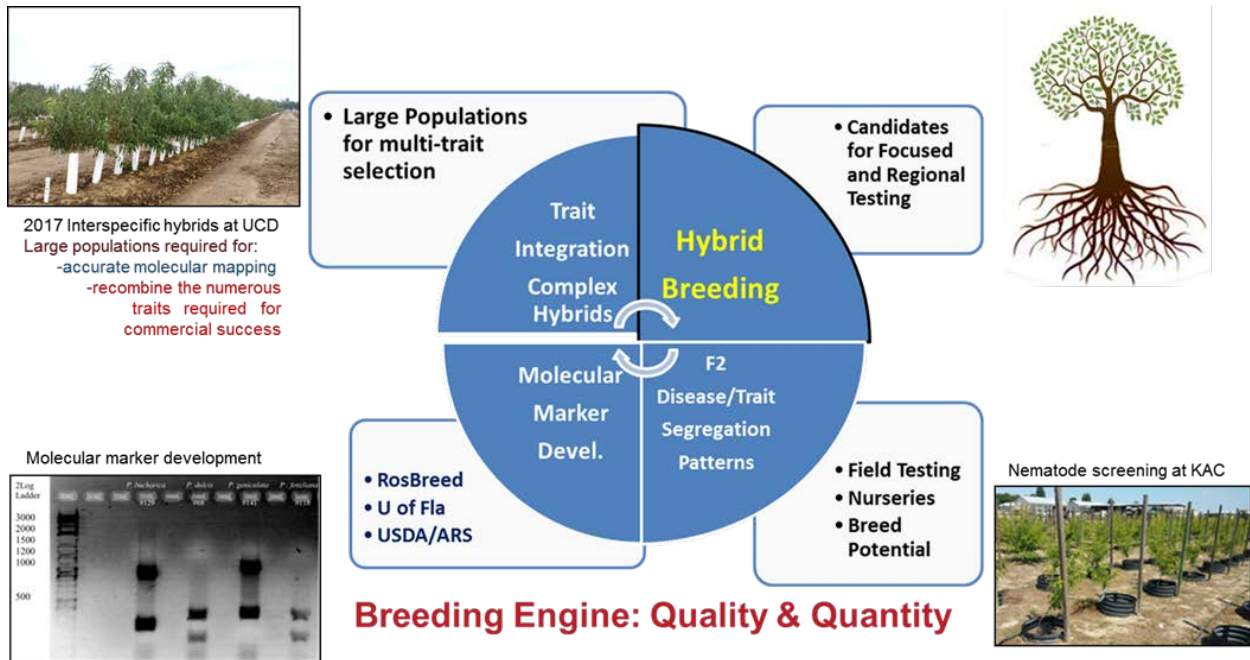 • Large Populations
for multi-trait
selection
• Candidates
for Focused
and Regional
Testing
Trait
Integration
Complex
Hybrids
Hybrid
Breeding
2017 Interspecific hybrids at UCD
Large populations required for:
-accurate molecular mapping
-recombine the numerous
traits required for
commercial success
Molecular
Marker
Devel.
F2
Disease/Trait
Segregation
Patterns
Molecular marker development
2Log
Ladder
P. bucharica
P. dulcis
P. geniculata
P. fenzliana
3000
2000
1500
1200
1000
500
• RosBreed
• U of Fla
• USDA/ARS
• Field Testing
• Nurseries
• Breed
Potential
Nematode screening at KAC
Breeding Engine: Quality & Quantity